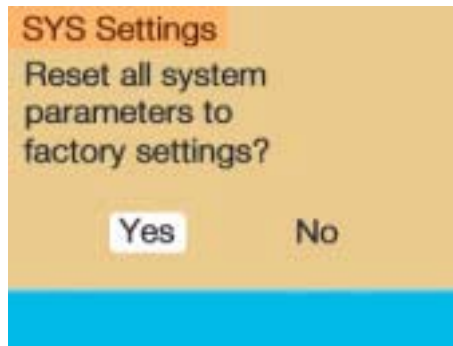 SYS Settings
Reset all system
parameters to
factory settings?
Yes No